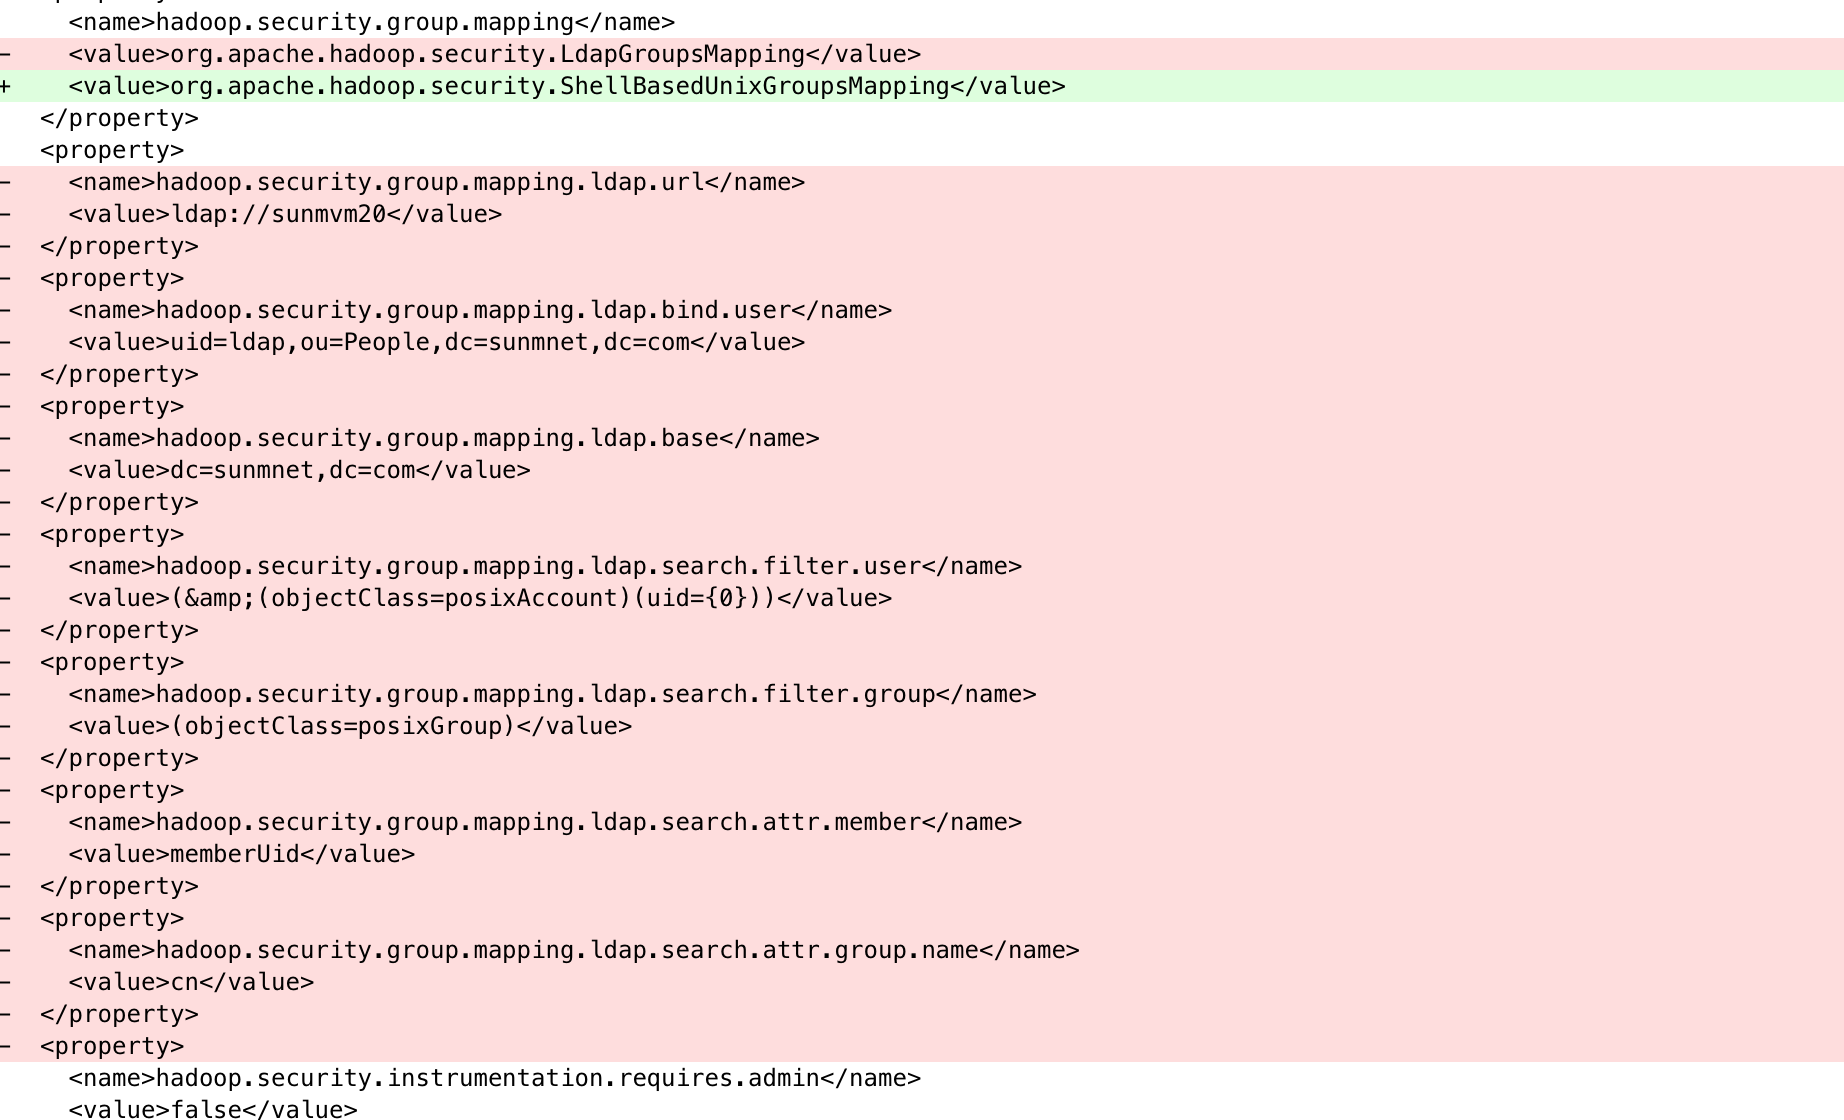 <name>hadoop.security.group.mapping</name>
-    <value>org.apache.hadoop.security.LdapGroupsMapping</value>
+    <value>org.apache.hadoop.security.ShellBasedUnixGroupsMapping</value>
  </property>
  <property>
-    <name>hadoop.security.group.mapping.ldap.url</name>
-    <value>ldap://sunmvm20</value>
-  </property>
-  <property>
-    <name>hadoop.security.group.mapping.ldap.bind.user</name>
-    <value>uid=ldap,ou=People,dc=sunmnet,dc=com</value>
-  </property>
-  <property>
-    <name>hadoop.security.group.mapping.ldap.base</name>
-    <value>dc=sunmnet,dc=com</value>
-  </property>
-  <property>
-    <name>hadoop.security.group.mapping.ldap.search.filter.user</name>
-    <value>(&amp;(objectClass=posixAccount)(uid={0}))</value>
-  </property>
-  <property>
-    <name>hadoop.security.group.mapping.ldap.search.filter.group</name>
-    <value>(objectClass=posixGroup)</value>
-  </property>
-  <property>
-    <name>hadoop.security.group.mapping.ldap.search.attr.member</name>
-    <value>memberUid</value>
-  </property>
-  <property>
-    <name>hadoop.security.group.mapping.ldap.search.attr.group.name</name>
-    <value>cn</value>
-  </property>
-  <property>
    <name>hadoop.security.instrumentation.requires.admin</name>
    <value>false</value>